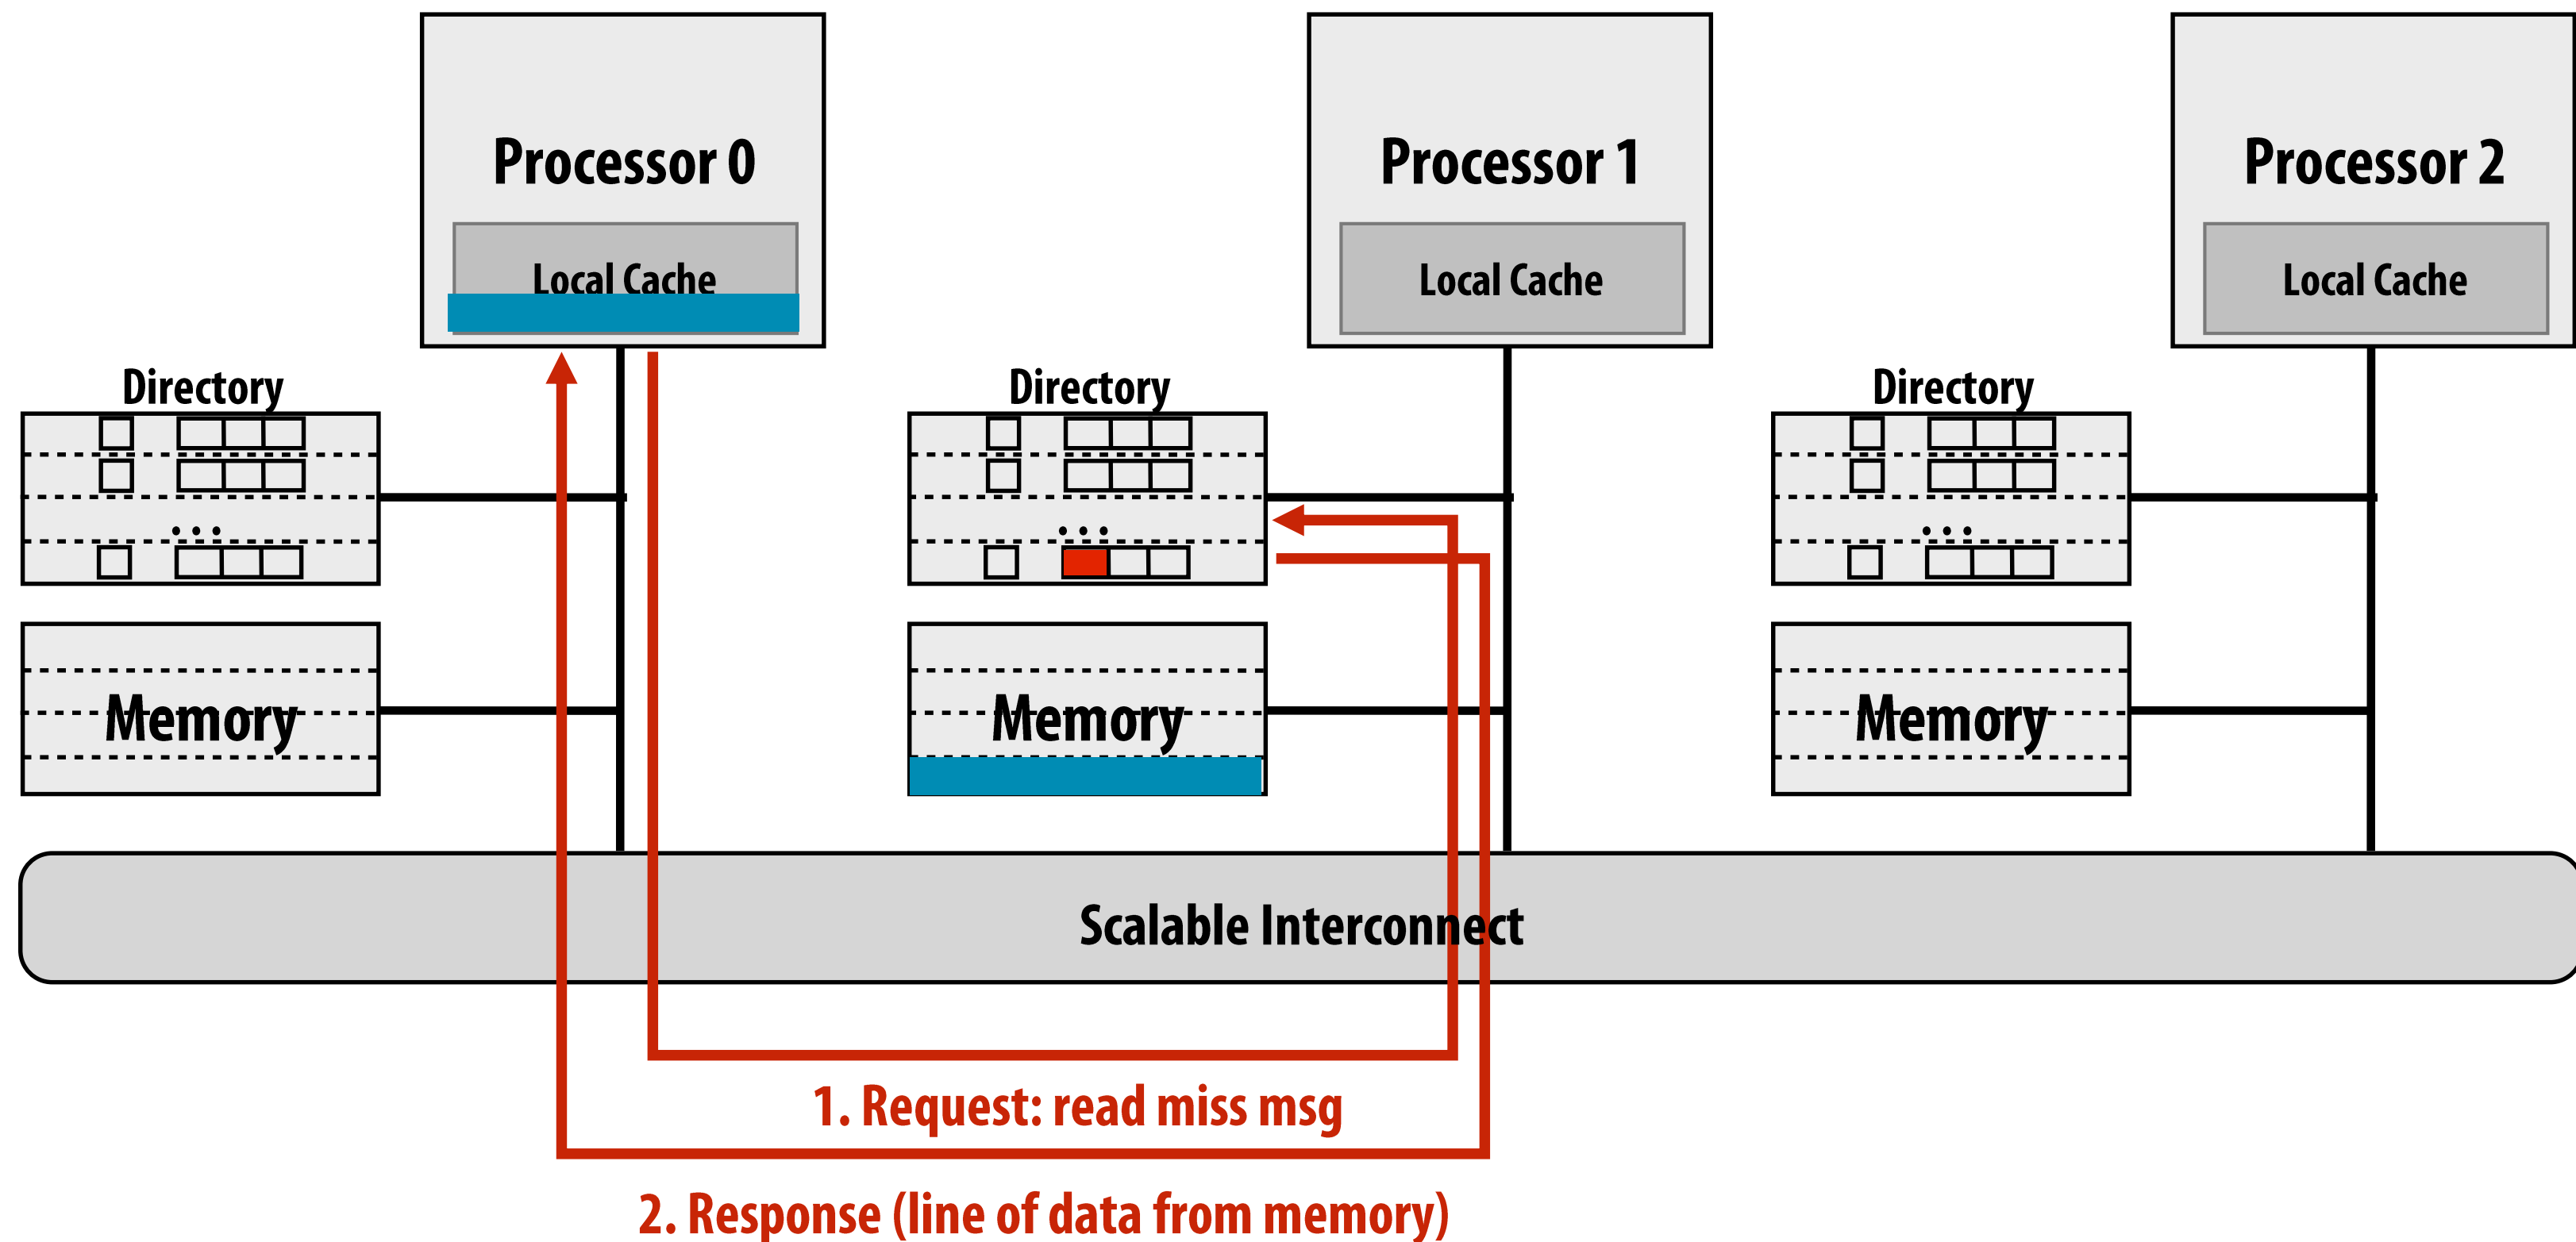 Processor 0
Processor 1
Processor 2
Local Cache
Local Cache
Local Cache
Directory
Directory
Directory
...
...
...
Memory
Memory
Memory
Scalable Interconnect
1. Request: read miss msg
2. Response (line of data from memory)